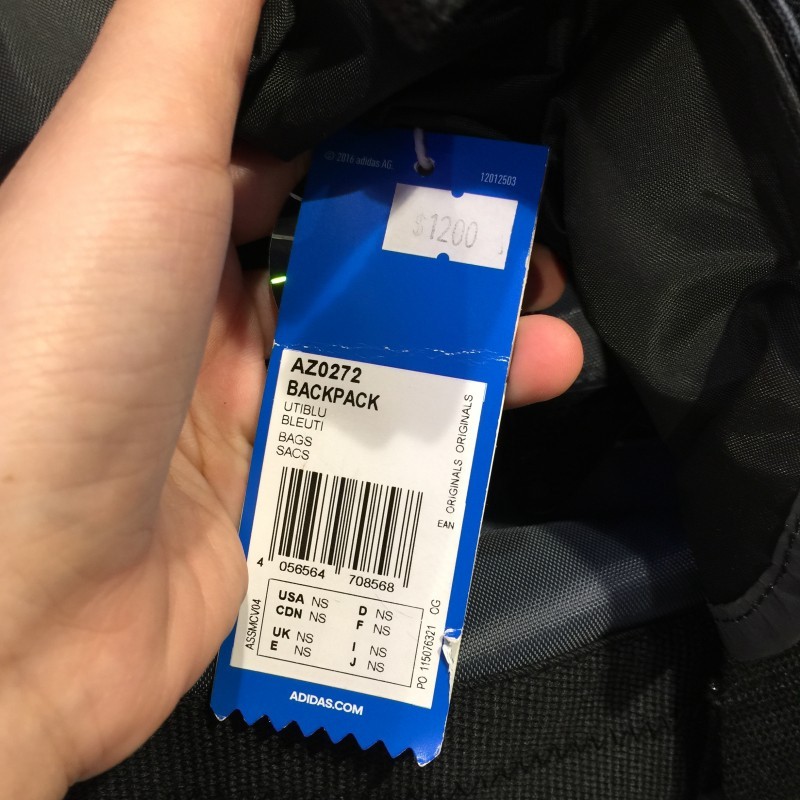 © 2016 adidas AG.
12012503
$1200
AZ0272
BACKPACK
UTIBLU
BLEUTI
BAGS
SACS
ORIGINALS ORIGINALS
EAN
4 056564 708568
ASSMCV04
USA NS D NS
CDN NS F NS
UK NS I NS
E NS J NS
PO 115076321 CG
ADIDAS.COM